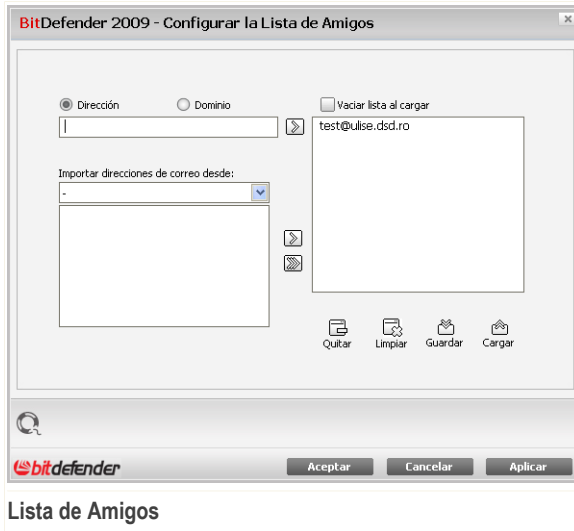 BitDefender 2009 - Configurar la Lista de Amigos
Dirección
Dominio
Vaciar lista al cargar
test@ulise.dsd.ro
Importar direcciones de correo desde:
-
Quitar
Limpiar
Guardar
Cargar
bitdefender
Aceptar
Cancelar
Aplicar
Lista de Amigos